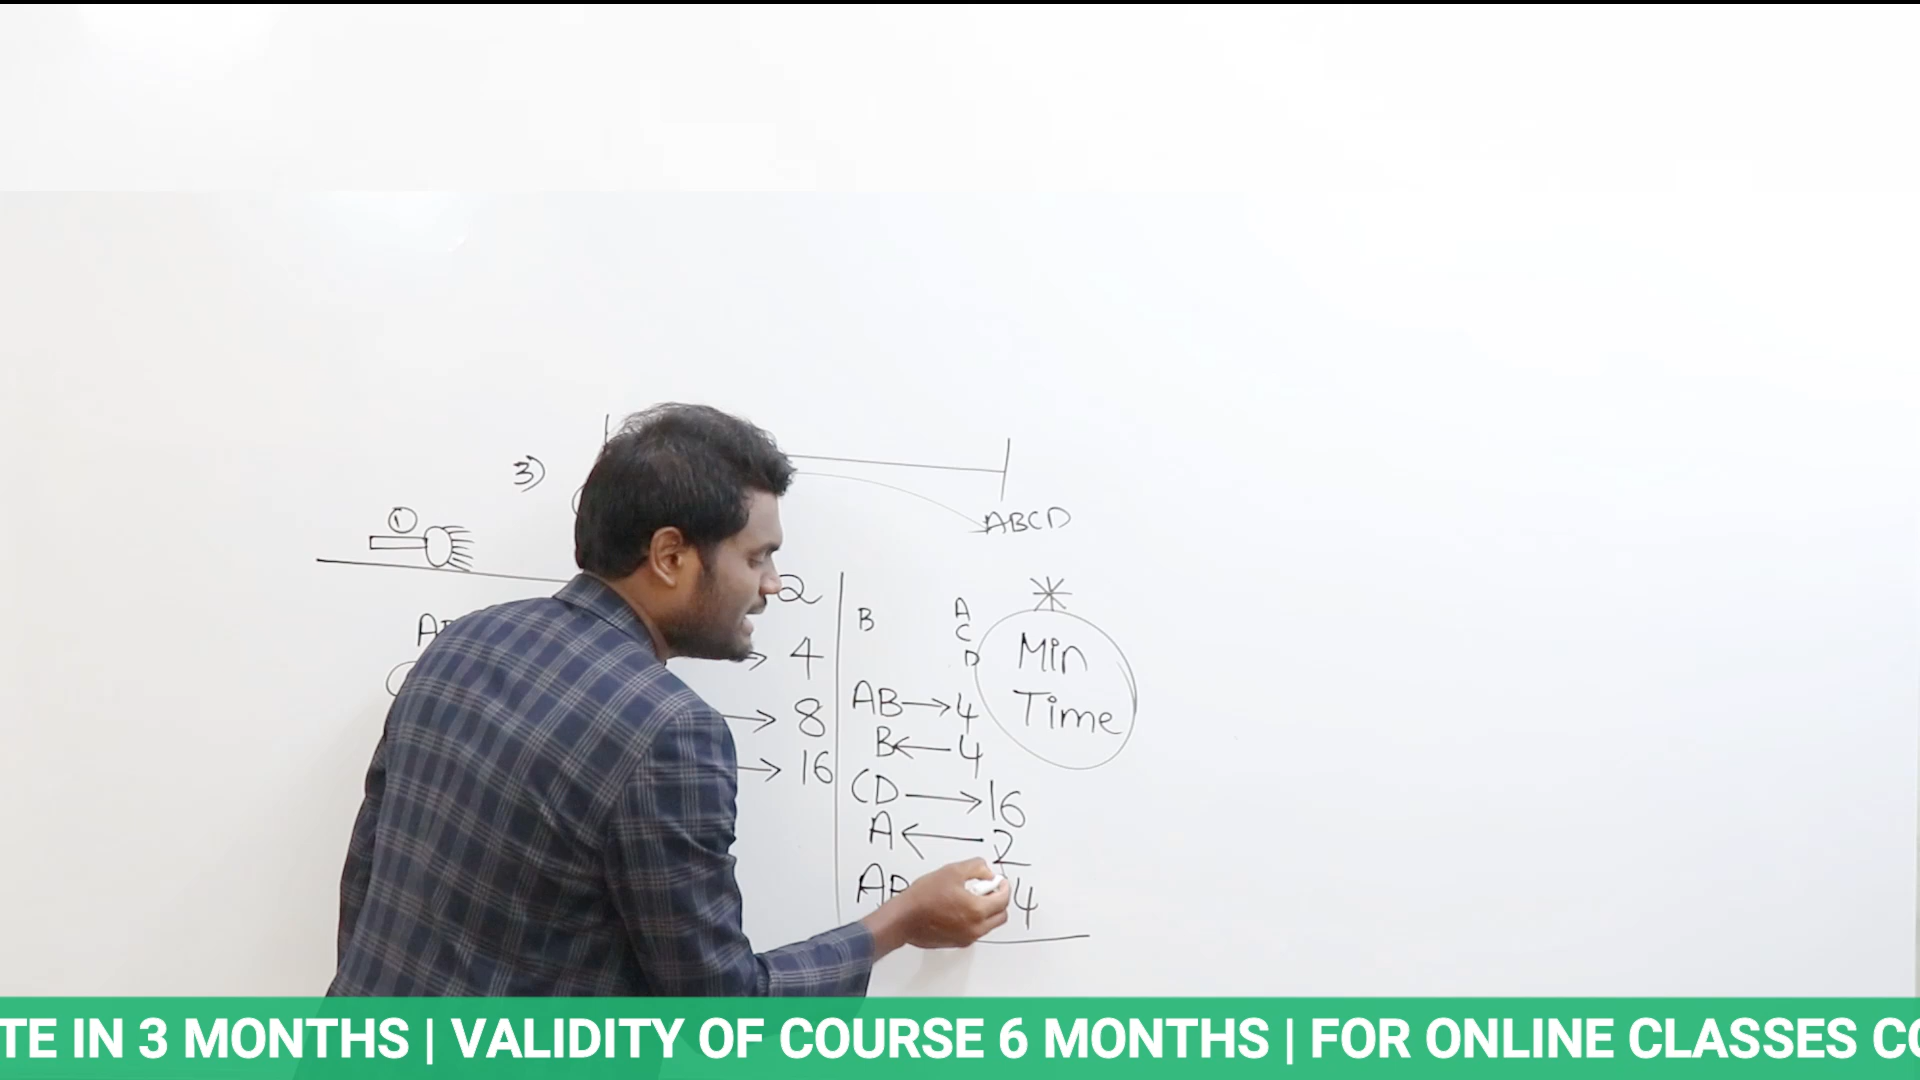 3)
1
ABCD
2
B
A
C
D
Min
Time
4
8
16
AB→4
B←4
CD→16
A←2
4
TE IN 3 MONTHS | VALIDITY OF COURSE 6 MONTHS | FOR ONLINE CLASSES